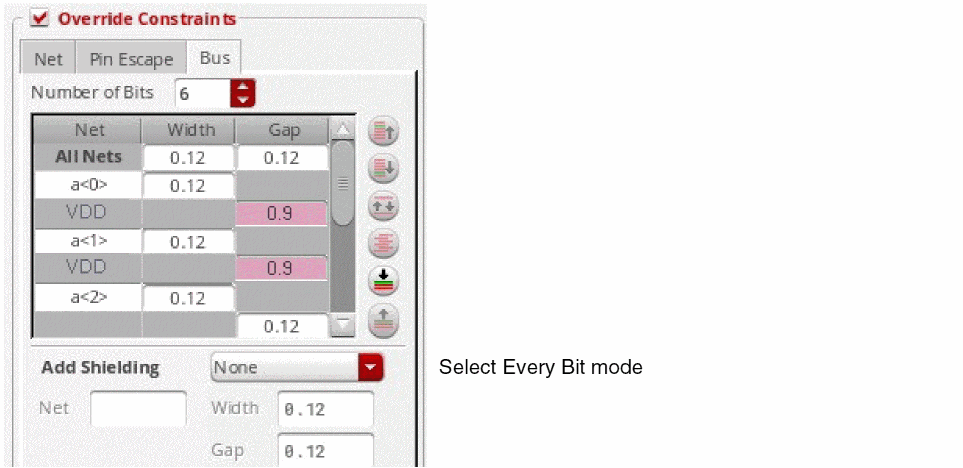 Override Constraints
Net Pin Escape Bus
Number of Bits 6
Net Width Gap
All Nets 0.12 0.12
a<0> 0.12
VDD 0.9
a<1> 0.12
VDD 0.9
a<2> 0.12
0.12
Add Shielding None Select Every Bit mode
Net Width 0.12
Gap 0.12